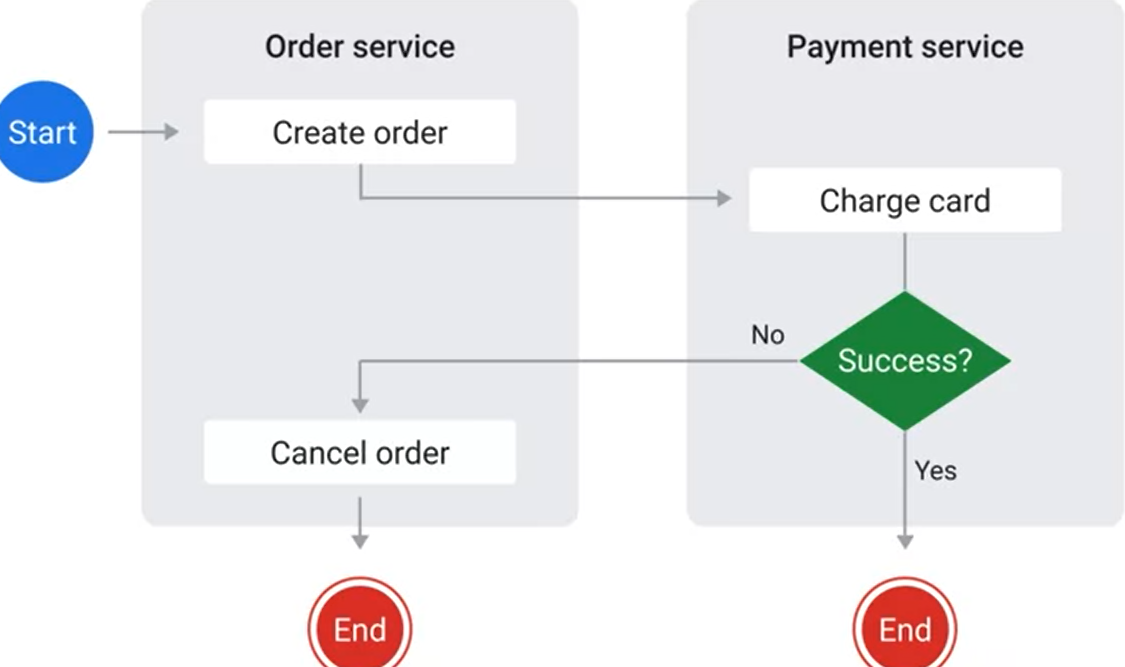 Order service
Payment service
Start
Create order
Charge card
No
Success?
Cancel order
Yes
End
End